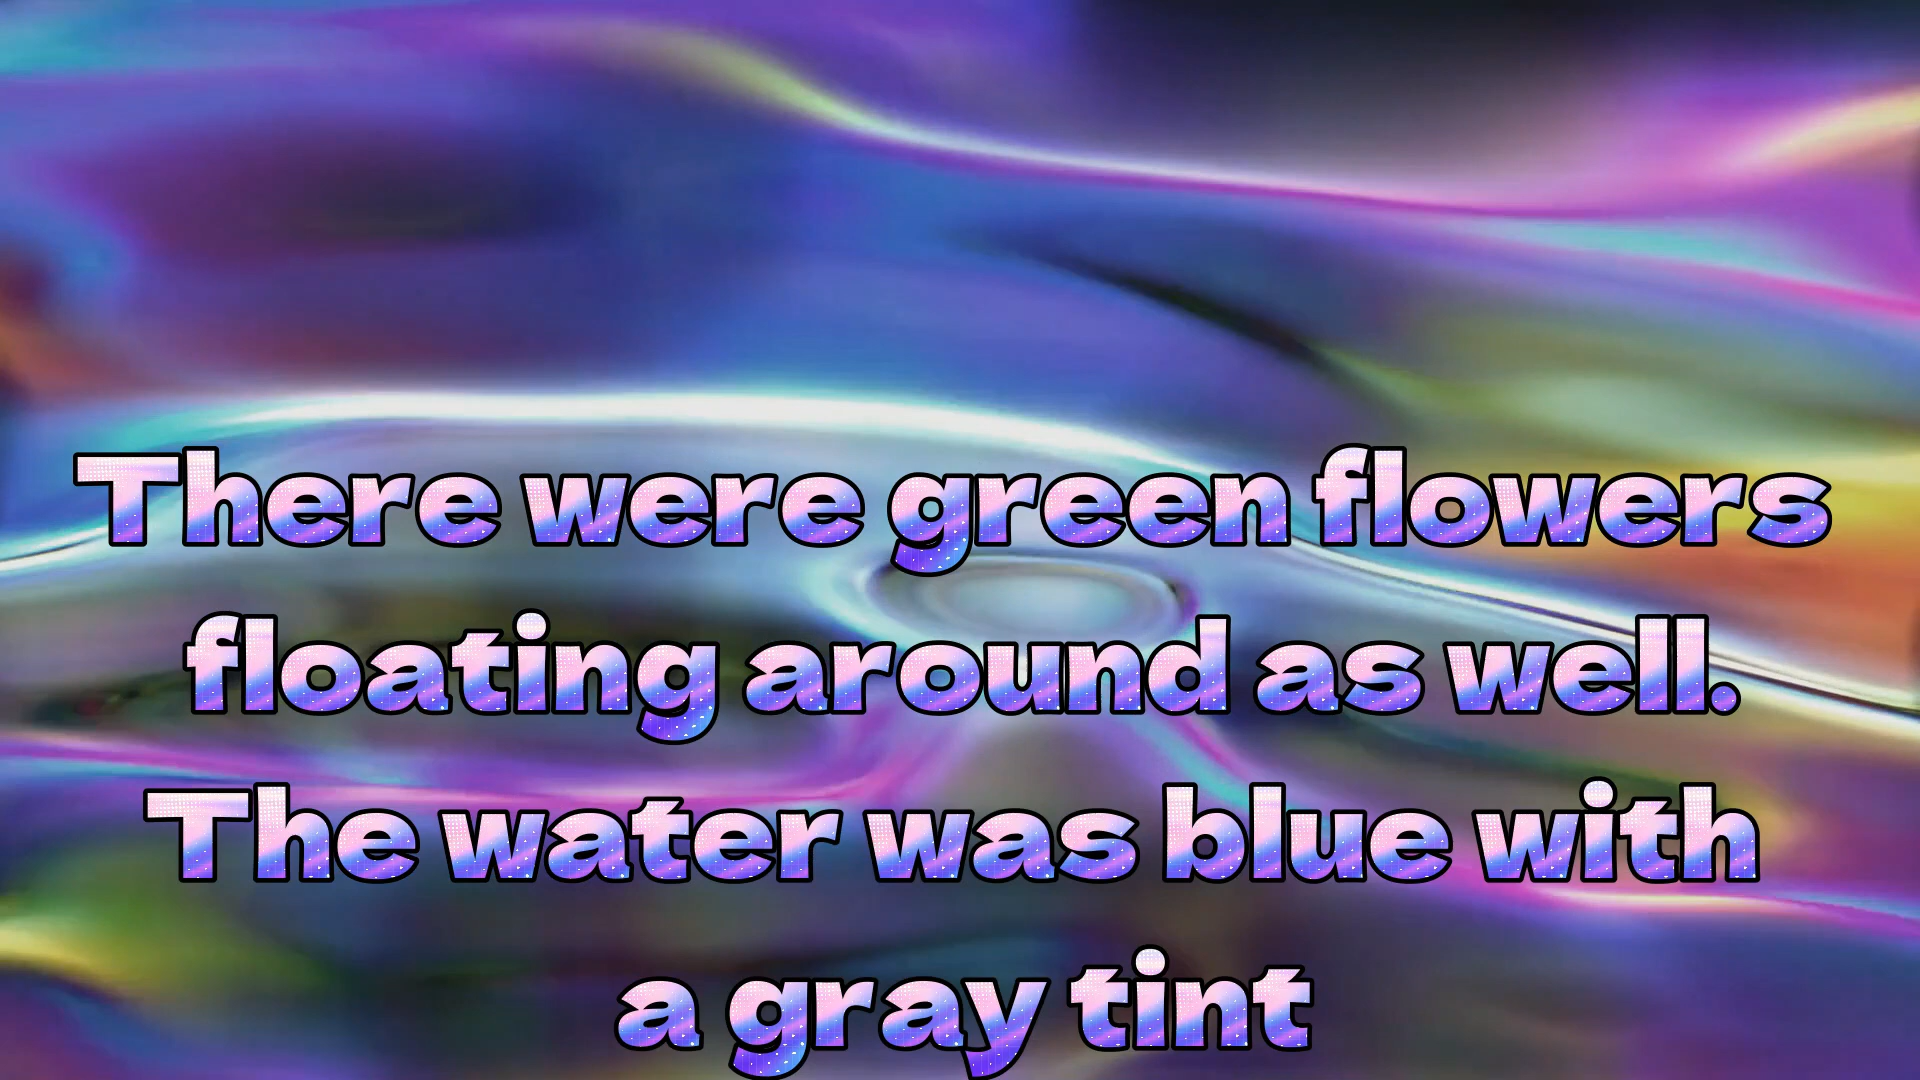 There were green flowers
floating around as well.
The water was blue with
a gray tint